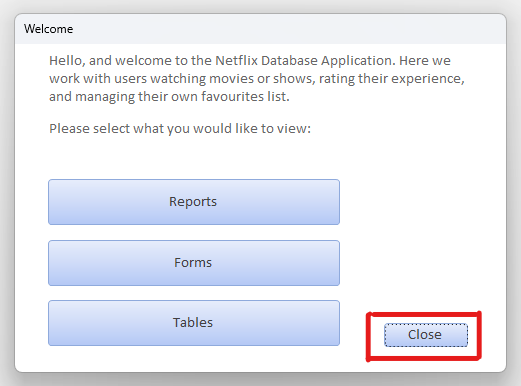 Welcome
Hello, and welcome to the Netflix Database Application. Here we
work with users watching movies or shows, rating their experience,
and managing their own favourites list.
Please select what you would like to view:
Reports
Forms
Tables
Close